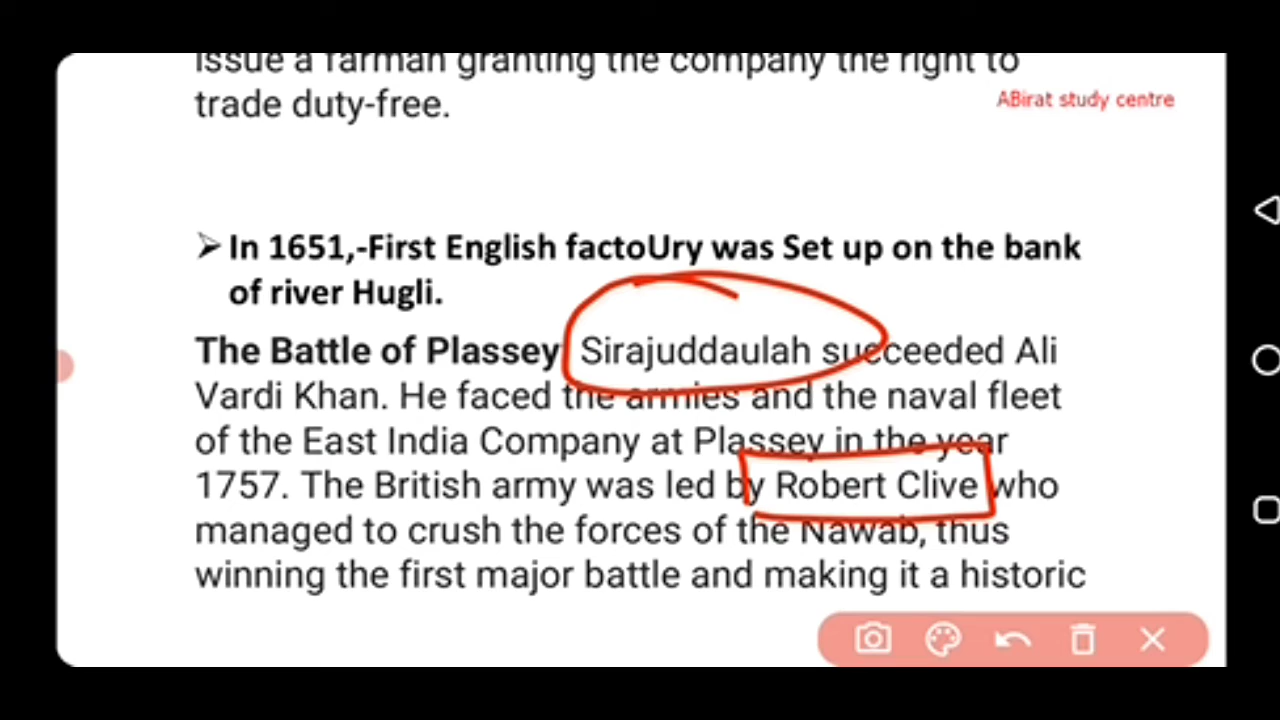 issue a farman granting the company the right to
trade duty-free.
ABirat study centre
➢ In 1651,-First English factoUry was Set up on the bank
of river Hugli.
The Battle of Plassey Sirajuddaulah succeeded Ali
Vardi Khan. He faced the armies and the naval fleet
of the East India Company at Plassey in the year
1757. The British army was led by Robert Clive who
managed to crush the forces of the Nawab, thus
winning the first major battle and making it a historic